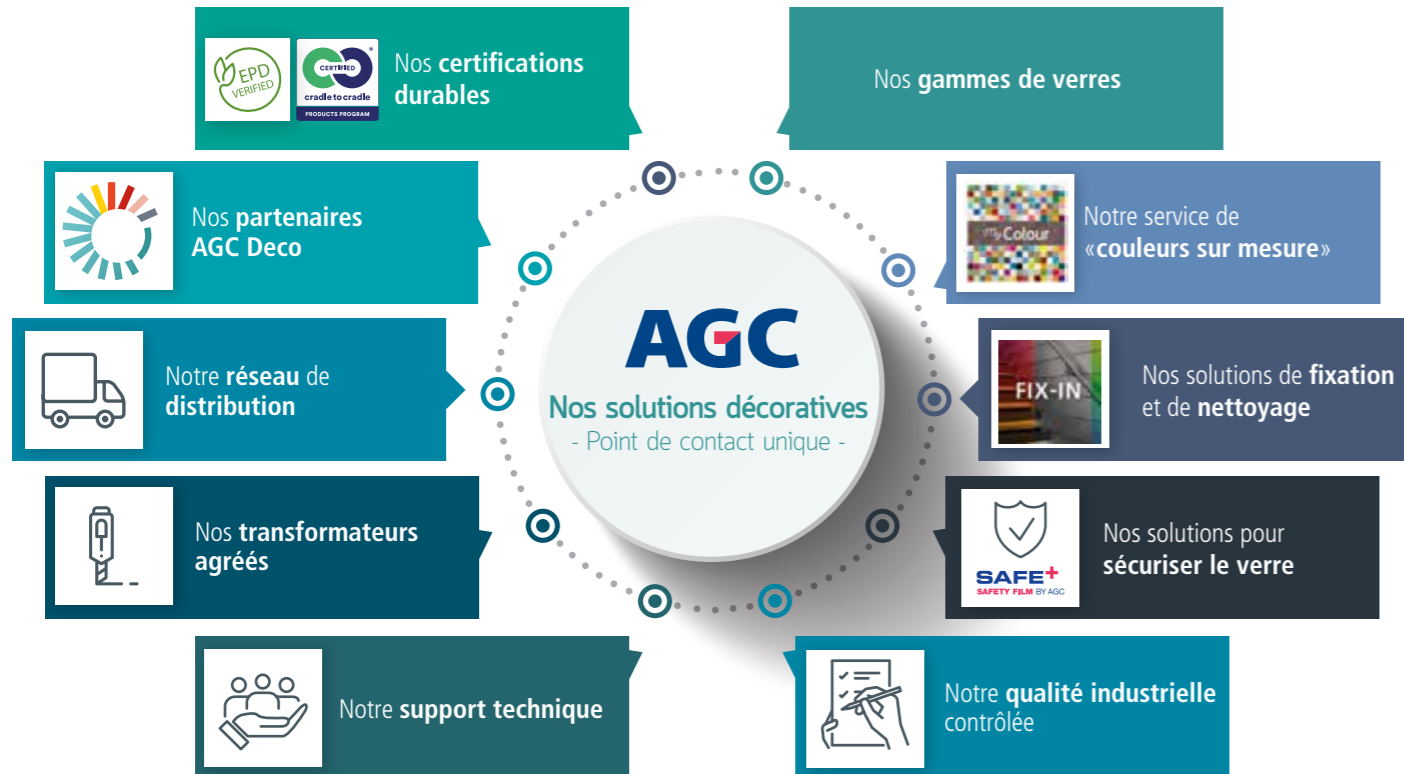 EPD
VERIFIED
CERTIFIED
cradle to cradle
®
PRODUCTS PROGRAM
Nos certifications
durables
Nos gammes de verres
Nos partenaires
AGC Deco
my Colour
Notre service de
«couleurs sur mesure»
Notre réseau de
distribution
AGC
Nos solutions décoratives
- Point de contact unique -
FIX-IN
Nos solutions de fixation
et de nettoyage
Nos transformateurs
agréés
SAFE+
SAFETY FILM BY AGC
Nos solutions pour
sécuriser le verre
Notre support technique
Notre qualité industrielle
contrôlée